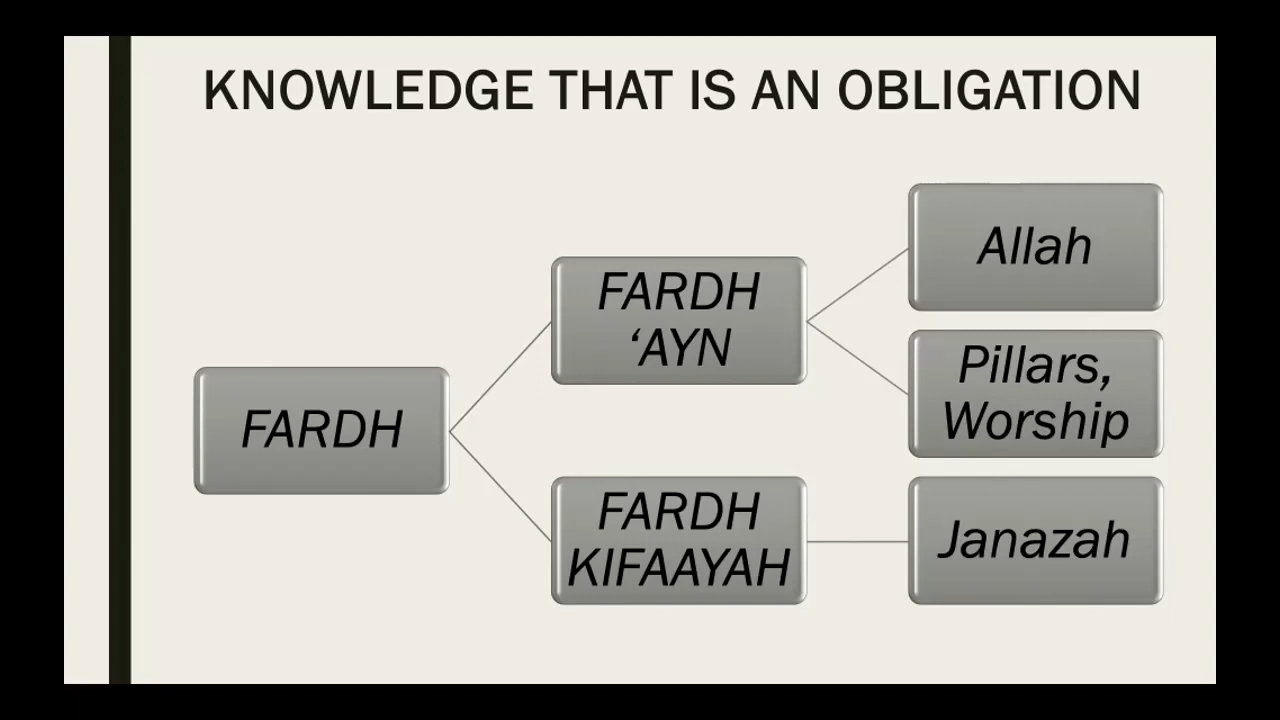 KNOWLEDGE THAT IS AN OBLIGATION
FARDH
FARDH
‘AYN
Allah
Pillars,
Worship
FARDH
KIFAAYAH
Janazah